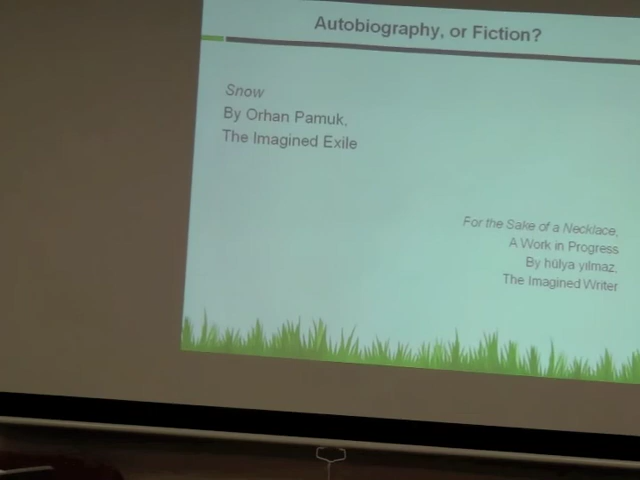 Autobiography, or Fiction?
Snow
By Orhan Pamuk,
The Imagined Exile
For the Sake of a Necklace,
A Work in Progress
By hülya yılmaz,
The Imagined Writer